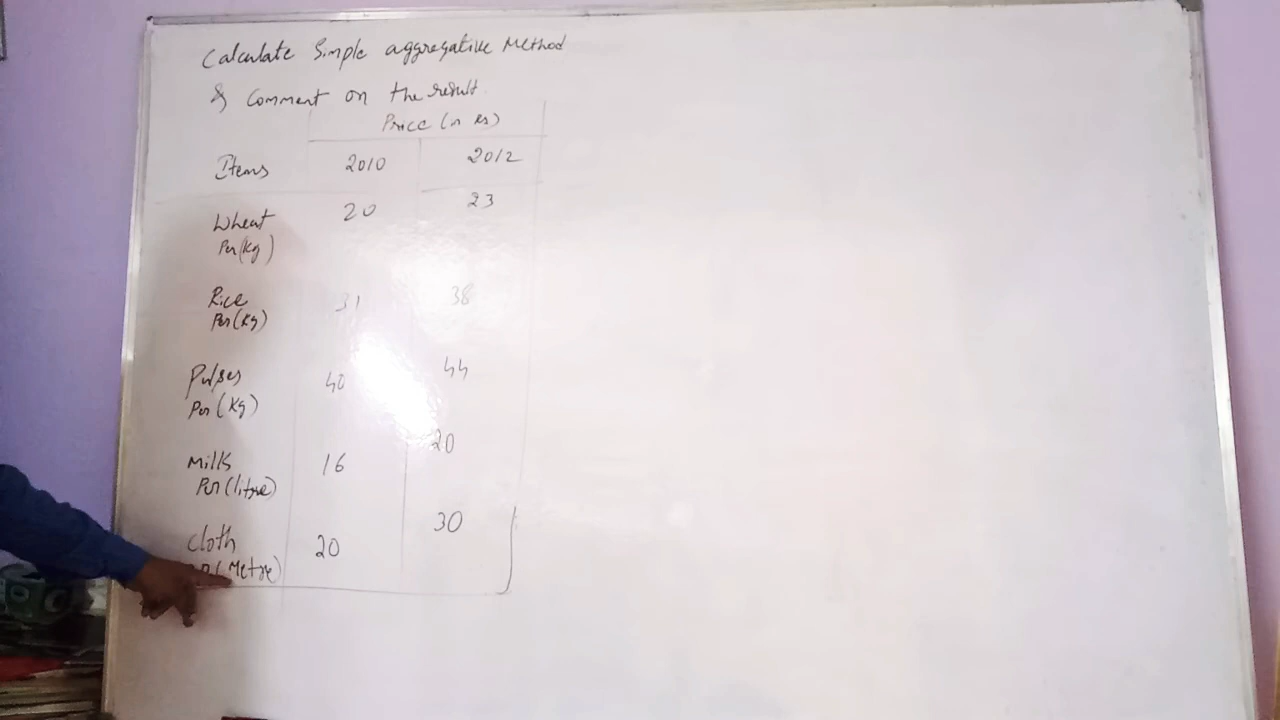 Calculate Simple aggregative Method
& Comment on the result.
Price (in Rs)
Items 2010 2012
Wheat 20 23
Per (Kg)
Rice 31 38
Per (Kg)
Pulses 40 44
Per (Kg)
Milk 16 20
Per (litre)
Cloth 20 30
(Metre)